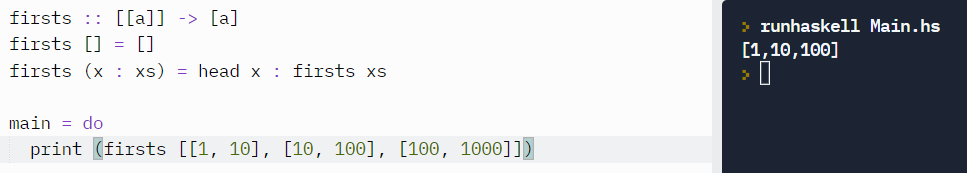 firsts :: [[a]] -> [a]
firsts [] = []
firsts (x : xs) = head x : firsts xs
main = do
  print (firsts [[1, 10], [10, 100], [100, 1000]])
> runhaskell Main.hs
[1,10,100]
>